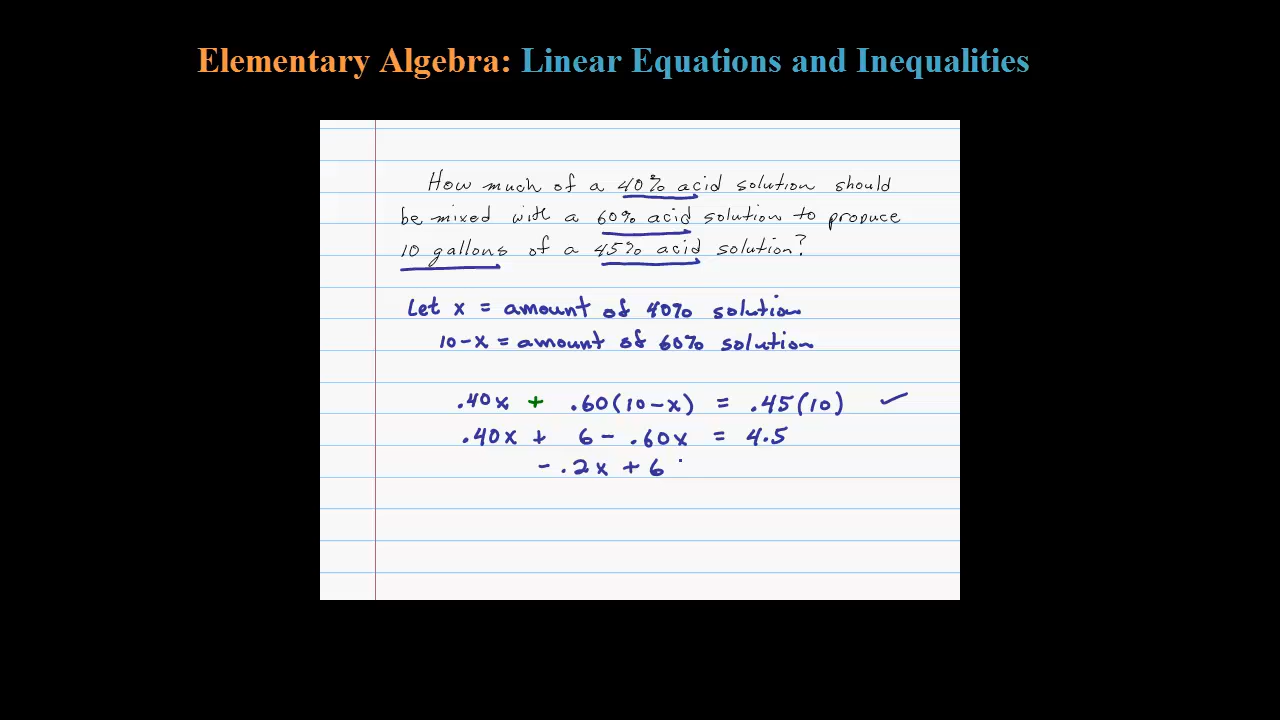 Elementary Algebra: Linear Equations and Inequalities
How much of a 40% acid solution should
be mixed with a 60% acid solution to produce
10 gallons of a 45% acid solution?
Let x = amount of 40% solution
10-x = amount of 60% solution
.40x + .60(10-x) = .45(10) ✓
.40x + 6 - .60x = 4.5
-.2x + 6